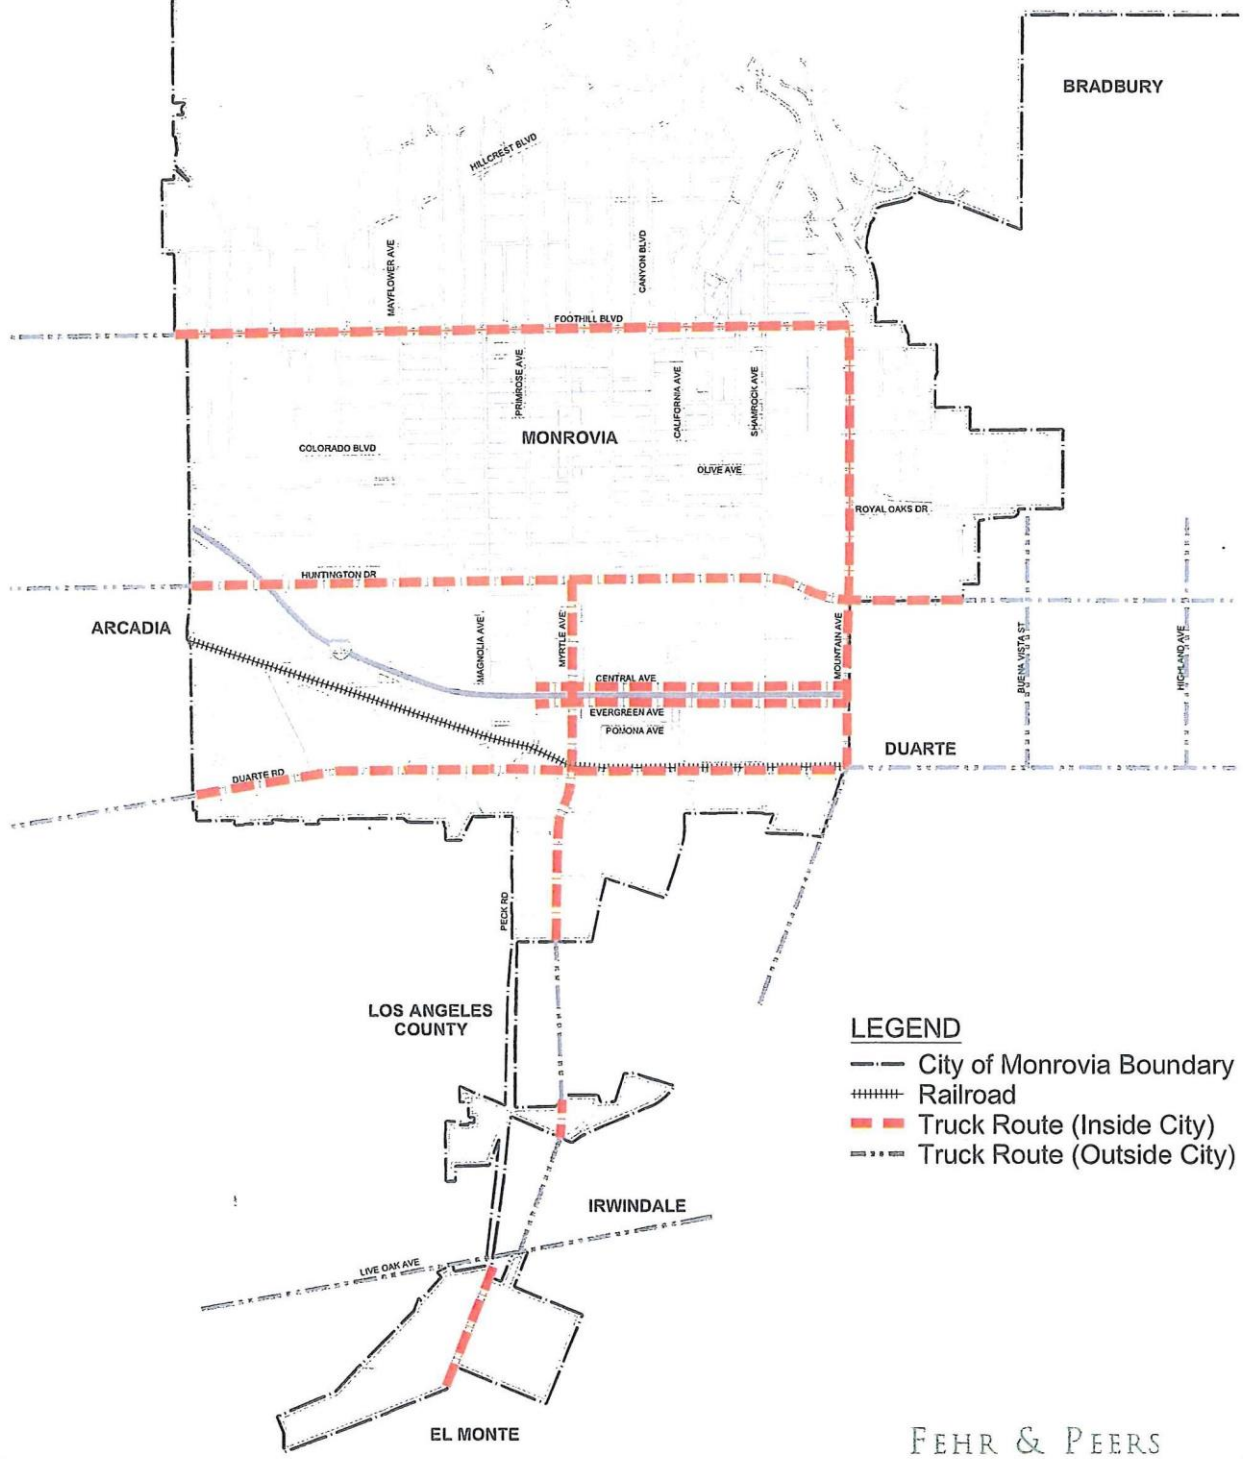 BRADBURY
HILLCREST BLVD
MAYFLOWER AVE
CANYON BLVD
FOOTHILL BLVD
PRIMROSE AVE
CALIFORNIA AVE
SHAMROCK AVE
MONROVIA
COLORADO BLVD
OLIVE AVE
ROYAL OAKS DR
HUNTINGTON DR
ARCADIA
MAGNOLIA AVE
MYRTLE AVE
MOUNTAIN AVE
BUENA VISTA ST
HIGHLAND AVE
CENTRAL AVE
EVERGREEN AVE
POMONA AVE
DUARTE
DUARTE RD
PECK RD
LOS ANGELES
COUNTY
LEGEND
City of Monrovia Boundary
Railroad
Truck Route (Inside City)
Truck Route (Outside City)
IRWINDALE
LIVE OAK AVE
EL MONTE
FEHR & PEERS